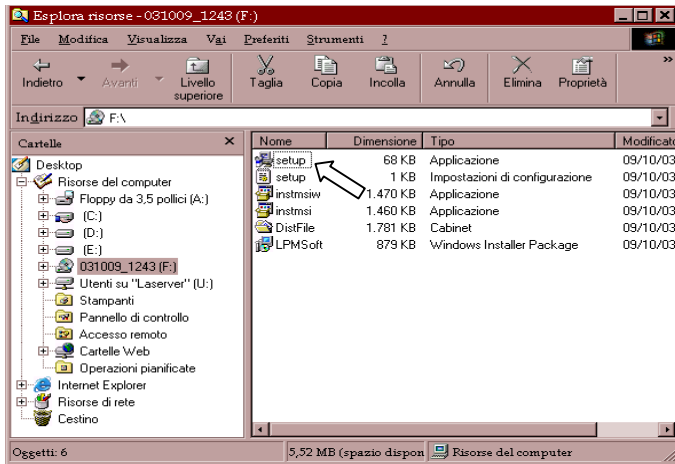 Esplora risorse - 031009_1243 (F:)
File Modifica Visualizza Vai Preferiti Strumenti ?
Indietro Avanti Livello superiore Taglia Copia Incolla Annulla Elimina Proprietà »
Indirizzo F:\
Cartelle × Nome Dimensione Tipo Modificato
Desktop
Risorse del computer
Floppy da 3,5 pollici (A:)
(C:)
(D:)
(E:)
031009_1243 (F:)
Utenti su "Laserver" (U:)
Stampanti
Pannello di controllo
Accesso remoto
Cartelle Web
Operazioni pianificate
Internet Explorer
Risorse di rete
Cestino
setup 68 KB Applicazione 09/10/03
setup 1 KB Impostazioni di configurazione 09/10/03
instmsiw 1.470 KB Applicazione 09/10/03
instmsi 1.460 KB Applicazione 09/10/03
DistFile 1.781 KB Cabinet 09/10/03
LPMSoft 879 KB Windows Installer Package 09/10/03
Oggetti: 6 5,52 MB (spazio dispon Risorse del computer